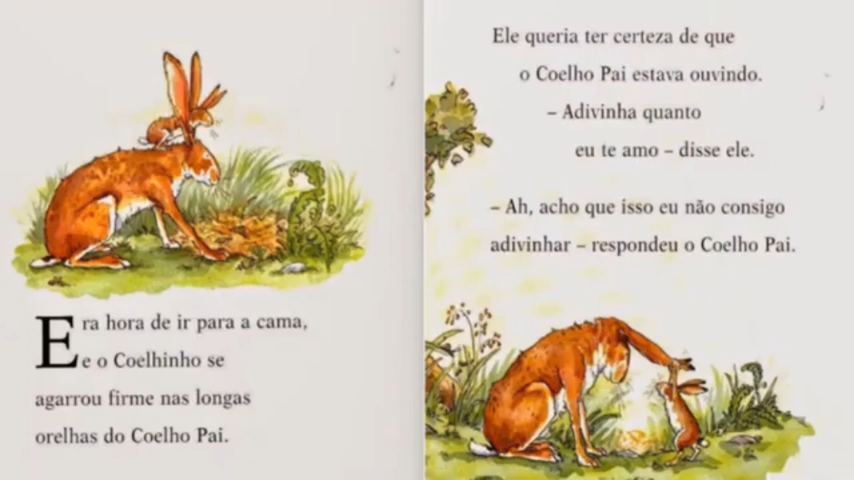 Era hora de ir para a cama,
e o Coelhinho se
agarrou firme nas longas
orelhas do Coelho Pai.
Ele queria ter certeza de que
o Coelho Pai estava ouvindo.
– Adivinha quanto
eu te amo – disse ele.
– Ah, acho que isso eu não consigo
adivinhar – respondeu o Coelho Pai.